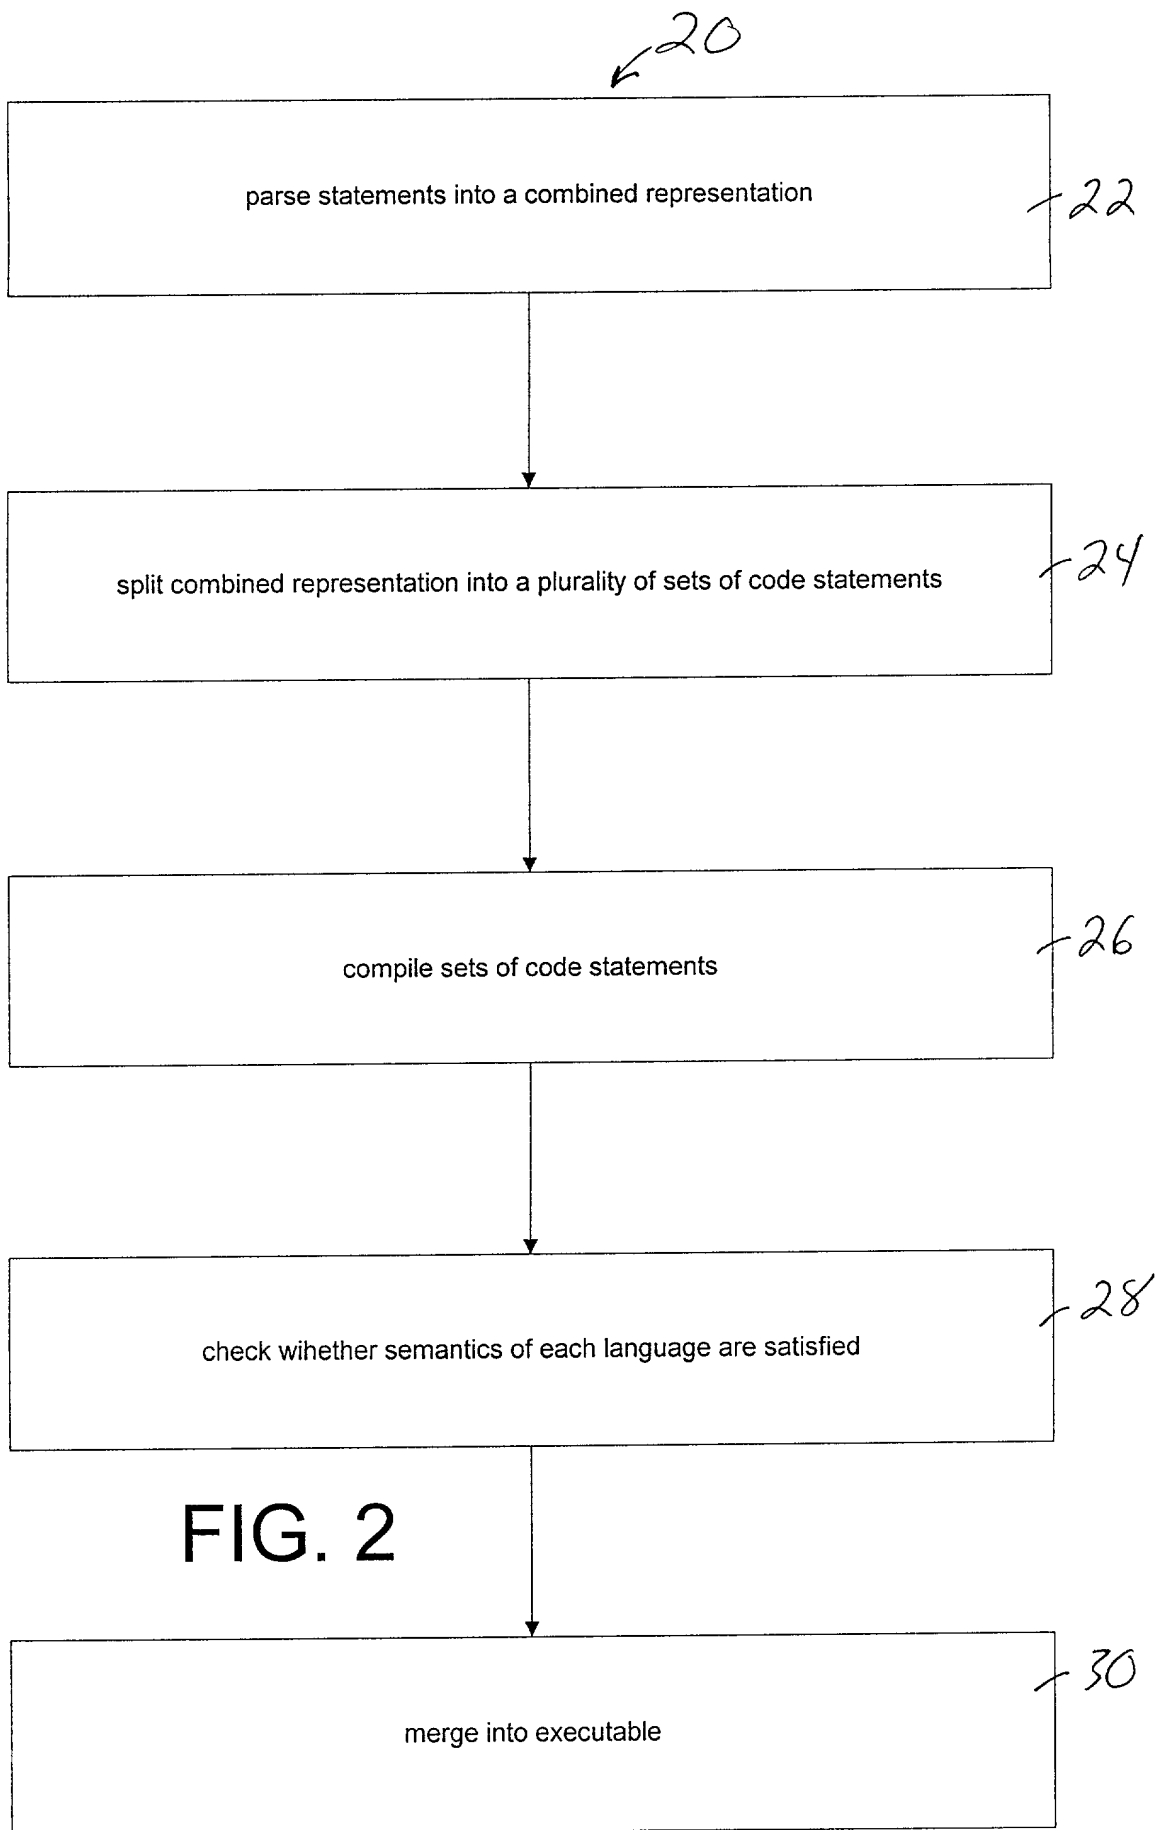 20
parse statements into a combined representation
22
split combined representation into a plurality of sets of code statements
24
compile sets of code statements
26
check wihether semantics of each language are satisfied
28
FIG. 2
merge into executable
30